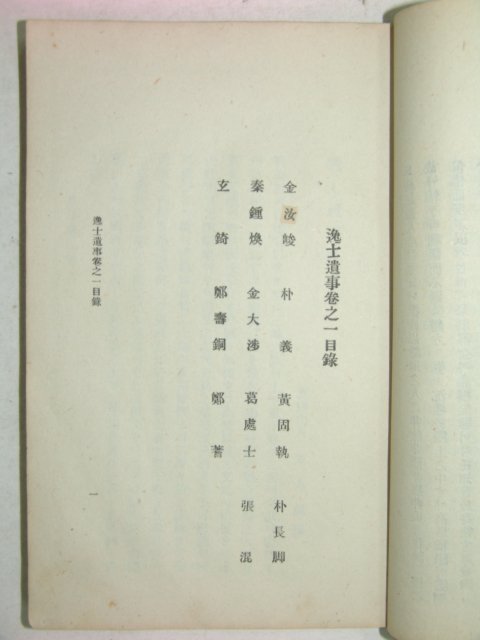 逸士遺事卷之一目錄
金汝峻 朴義 黃固執 朴長脚
秦鍾煥 金大涉 葛處士 張混
玄錡 鄭壽銅 鄭著
逸士遺事卷之一目錄
一